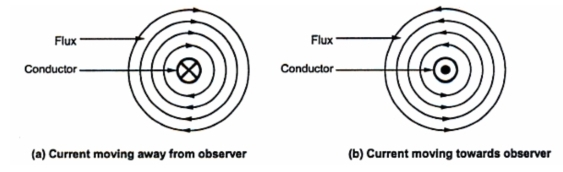 Flux
Conductor
Flux
Conductor
(a) Current moving away from observer
(b) Current moving towards observer